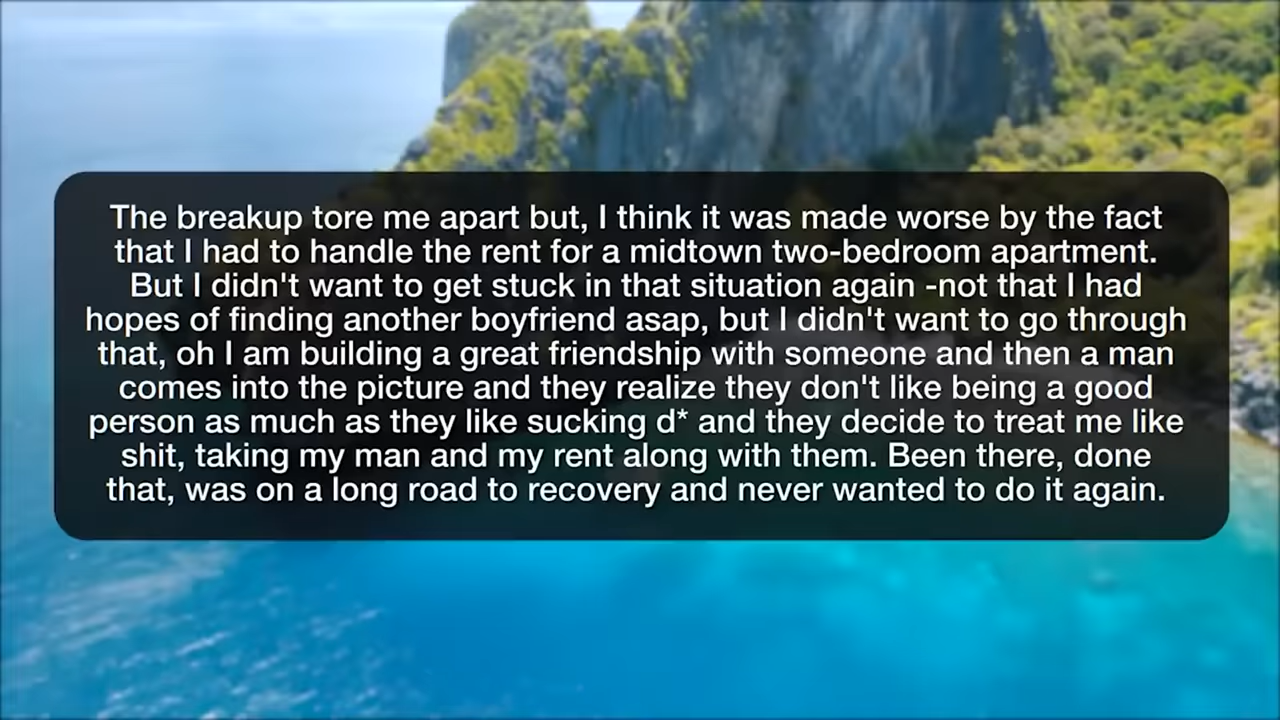 The breakup tore me apart but, I think it was made worse by the fact
that I had to handle the rent for a midtown two-bedroom apartment.
But I didn't want to get stuck in that situation again -not that I had
hopes of finding another boyfriend asap, but I didn't want to go through
that, oh I am building a great friendship with someone and then a man
comes into the picture and they realize they don't like being a good
person as much as they like sucking d* and they decide to treat me like
shit, taking my man and my rent along with them. Been there, done
that, was on a long road to recovery and never wanted to do it again.